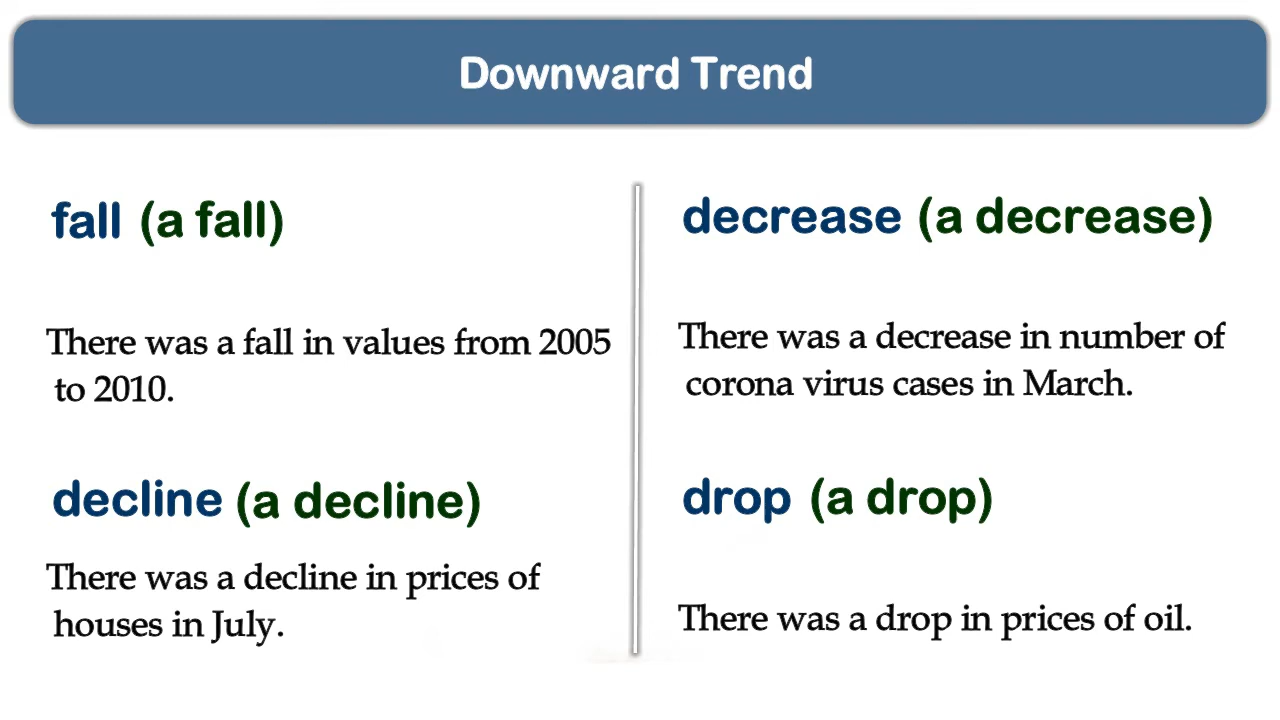 Downward Trend
fall (a fall)
There was a fall in values from 2005
to 2010.
decline (a decline)
There was a decline in prices of
houses in July.
decrease (a decrease)
There was a decrease in number of
corona virus cases in March.
drop (a drop)
There was a drop in prices of oil.